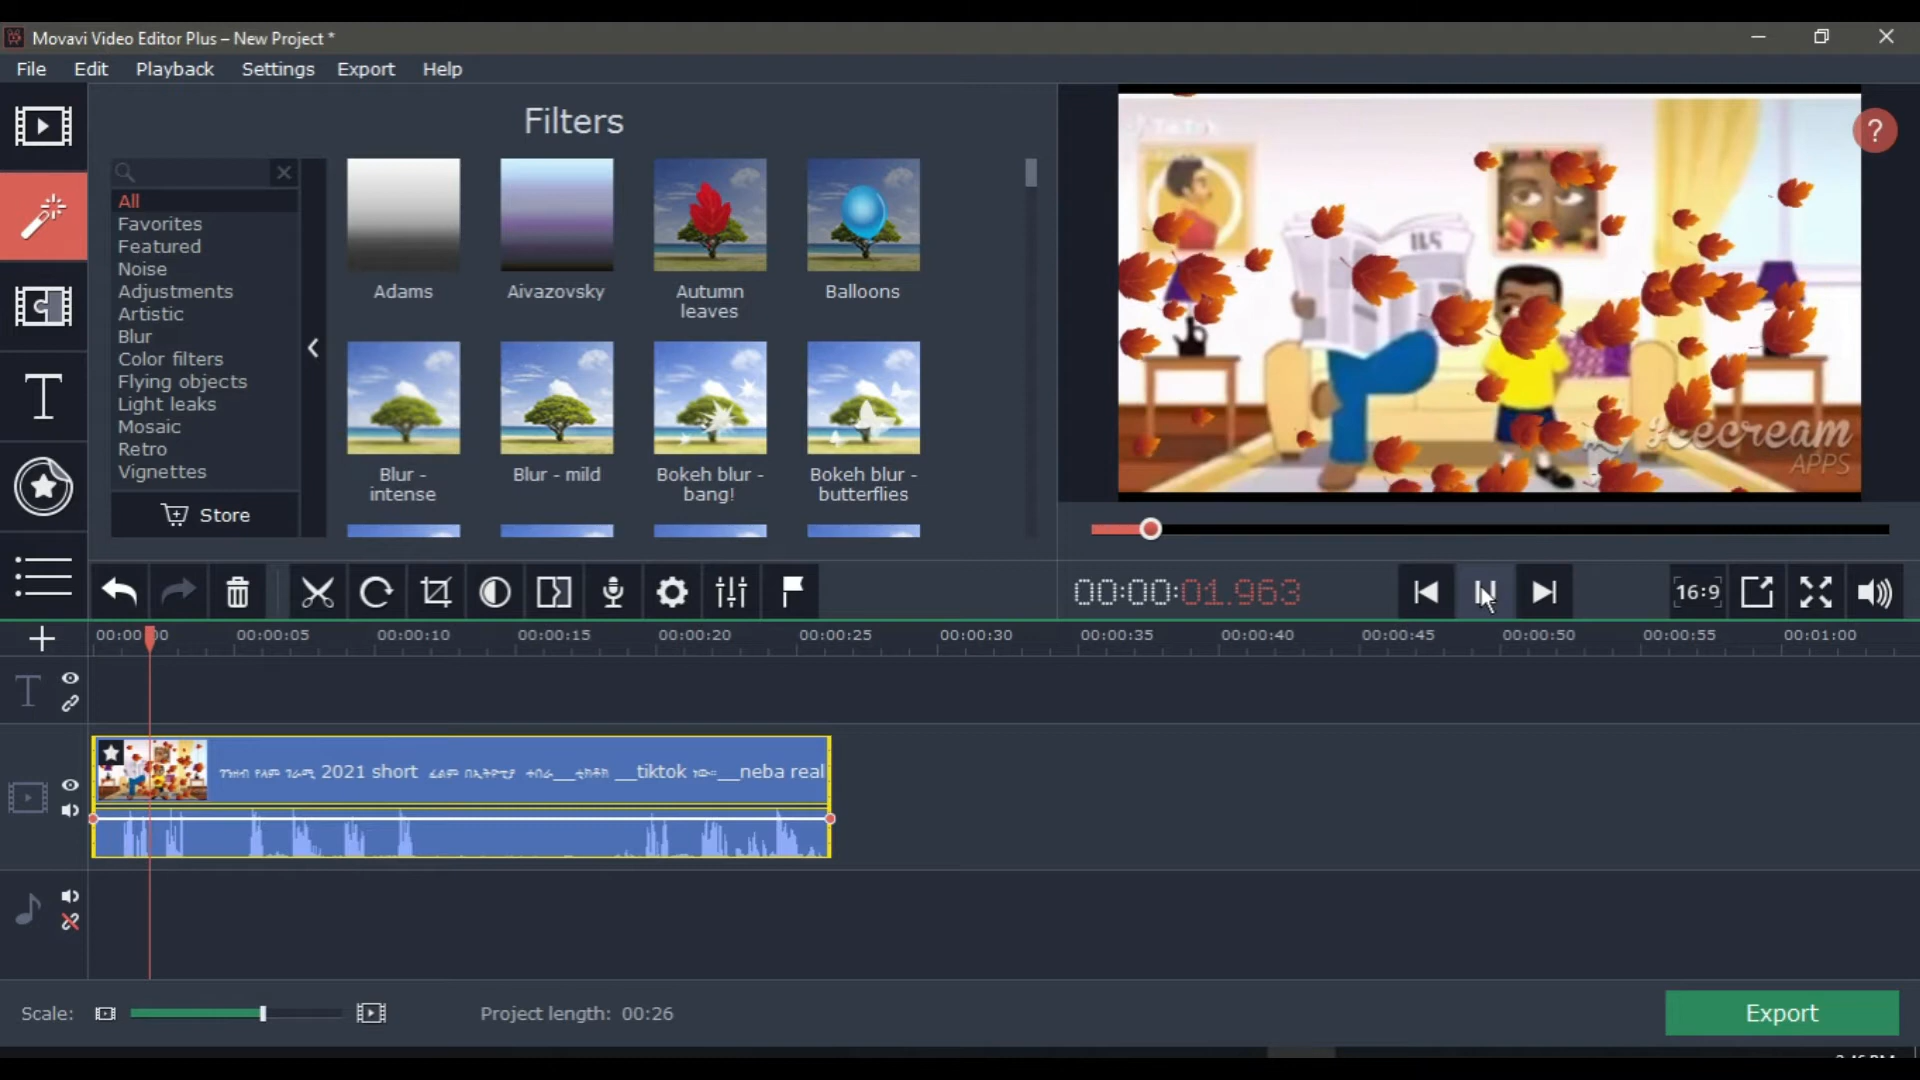 Movavi Video Editor Plus – New Project *
File Edit Playback Settings Export Help
Filters
All
Favorites
Featured
Noise
Adjustments
Artistic
Blur
Color filters
Flying objects
Light leaks
Mosaic
Retro
Vignettes
Store
Adams
Aivazovsky
Autumn
leaves
Balloons
Blur -
intense
Blur - mild
Bokeh blur -
bang!
Bokeh blur -
butterflies
?
icecream
APPS
00:00:01.963
16:9
00:00:05 00:00:10 00:00:15 00:00:20 00:00:25 00:00:30 00:00:35 00:00:40 00:00:45 00:00:50 00:00:55 00:01:00
T
2021 short ፊልም በኢትዮጵያ ተሰራ__ቲክቶክ __tiktok ነው።__neba real
Scale:
Project length: 00:26
Export